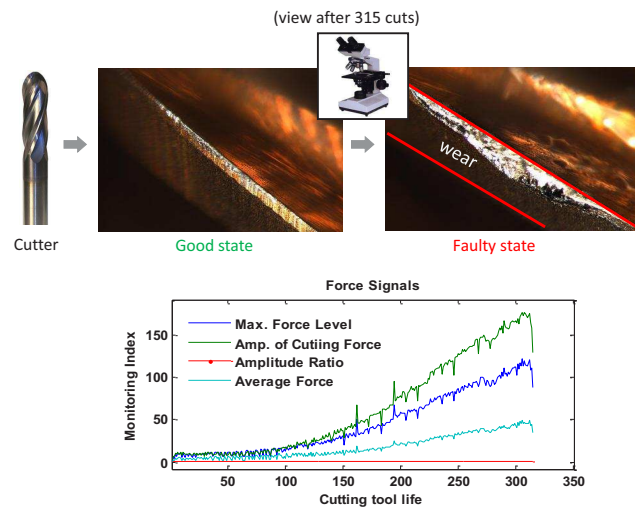 (view after 315 cuts)
wear
Cutter
Good state
Faulty state
Force Signals
Monitoring Index
150
100
50
0
Max. Force Level
Amp. of Cutiing Force
Amplitude Ratio
Average Force
50 100 150 200 250 300 350
Cutting tool life